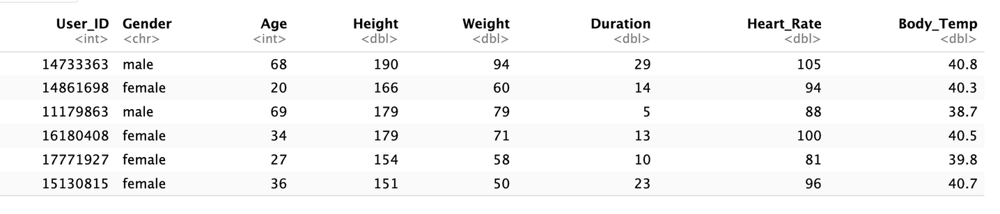 User_ID Gender Age Height Weight Duration Heart_Rate Body_Temp
<int> <chr> <int> <dbl> <dbl> <dbl> <dbl> <dbl>
14733363 male 68 190 94 29 105 40.8
14861698 female 20 166 60 14 94 40.3
11179863 male 69 179 79 5 88 38.7
16180408 female 34 179 71 13 100 40.5
17771927 female 27 154 58 10 81 39.8
15130815 female 36 151 50 23 96 40.7